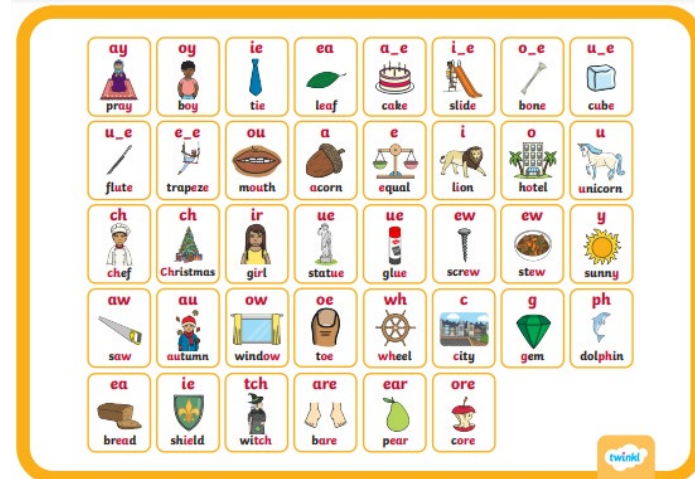 ay oy ie ea a_e i_e o_e u_e
pray boy tie leaf cake slide bone cube
u_e e_e ou a e i o u
flute trapeze mouth acorn equal lion hotel unicorn
ch ch ir ue ue ew ew y
chef Christmas girl statue glue screw stew sunny
aw au ow oe wh c g ph
saw autumn window toe wheel city gem dolphin
ea ie tch are ear ore
bread shield witch bare pear core
twinkl